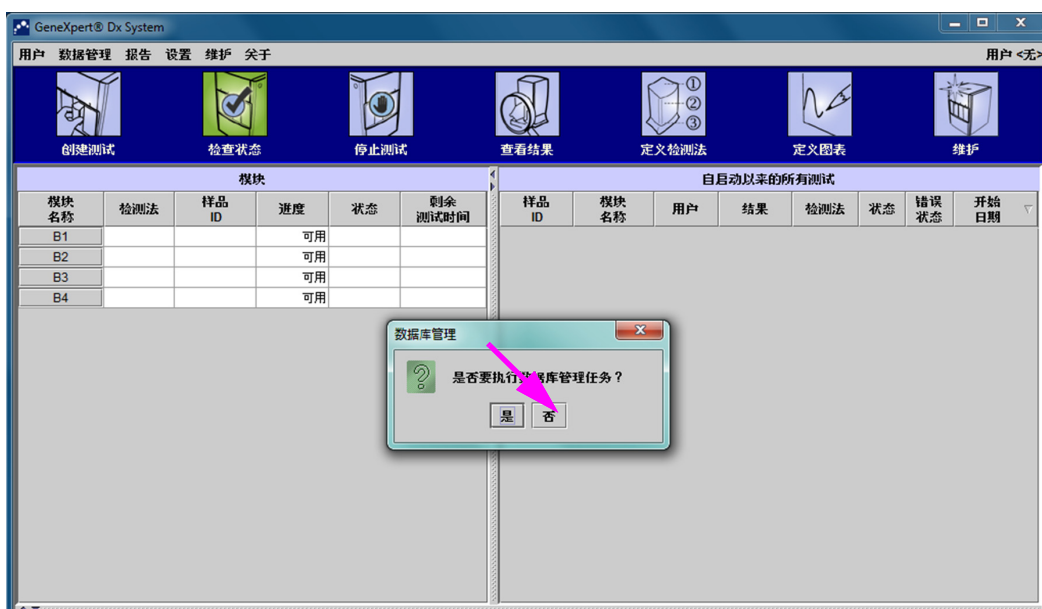 GeneXpert® Dx System
用户 数据管理 报告 设置 维护 关于
用户 <无>
①
②
③
创建测试 检查状态 停止测试 查看结果 定义检测法 定义图表 维护
模块
自启动以来的所有测试
模块名称 检测法 样品ID 进度 状态 剩余测试时间
样品ID 模块名称 用户 结果 检测法 状态 错误状态 开始日期
B1 可用
B2 可用
B3 可用
B4 可用
数据库管理
是否要执行数据库管理任务？
是 否